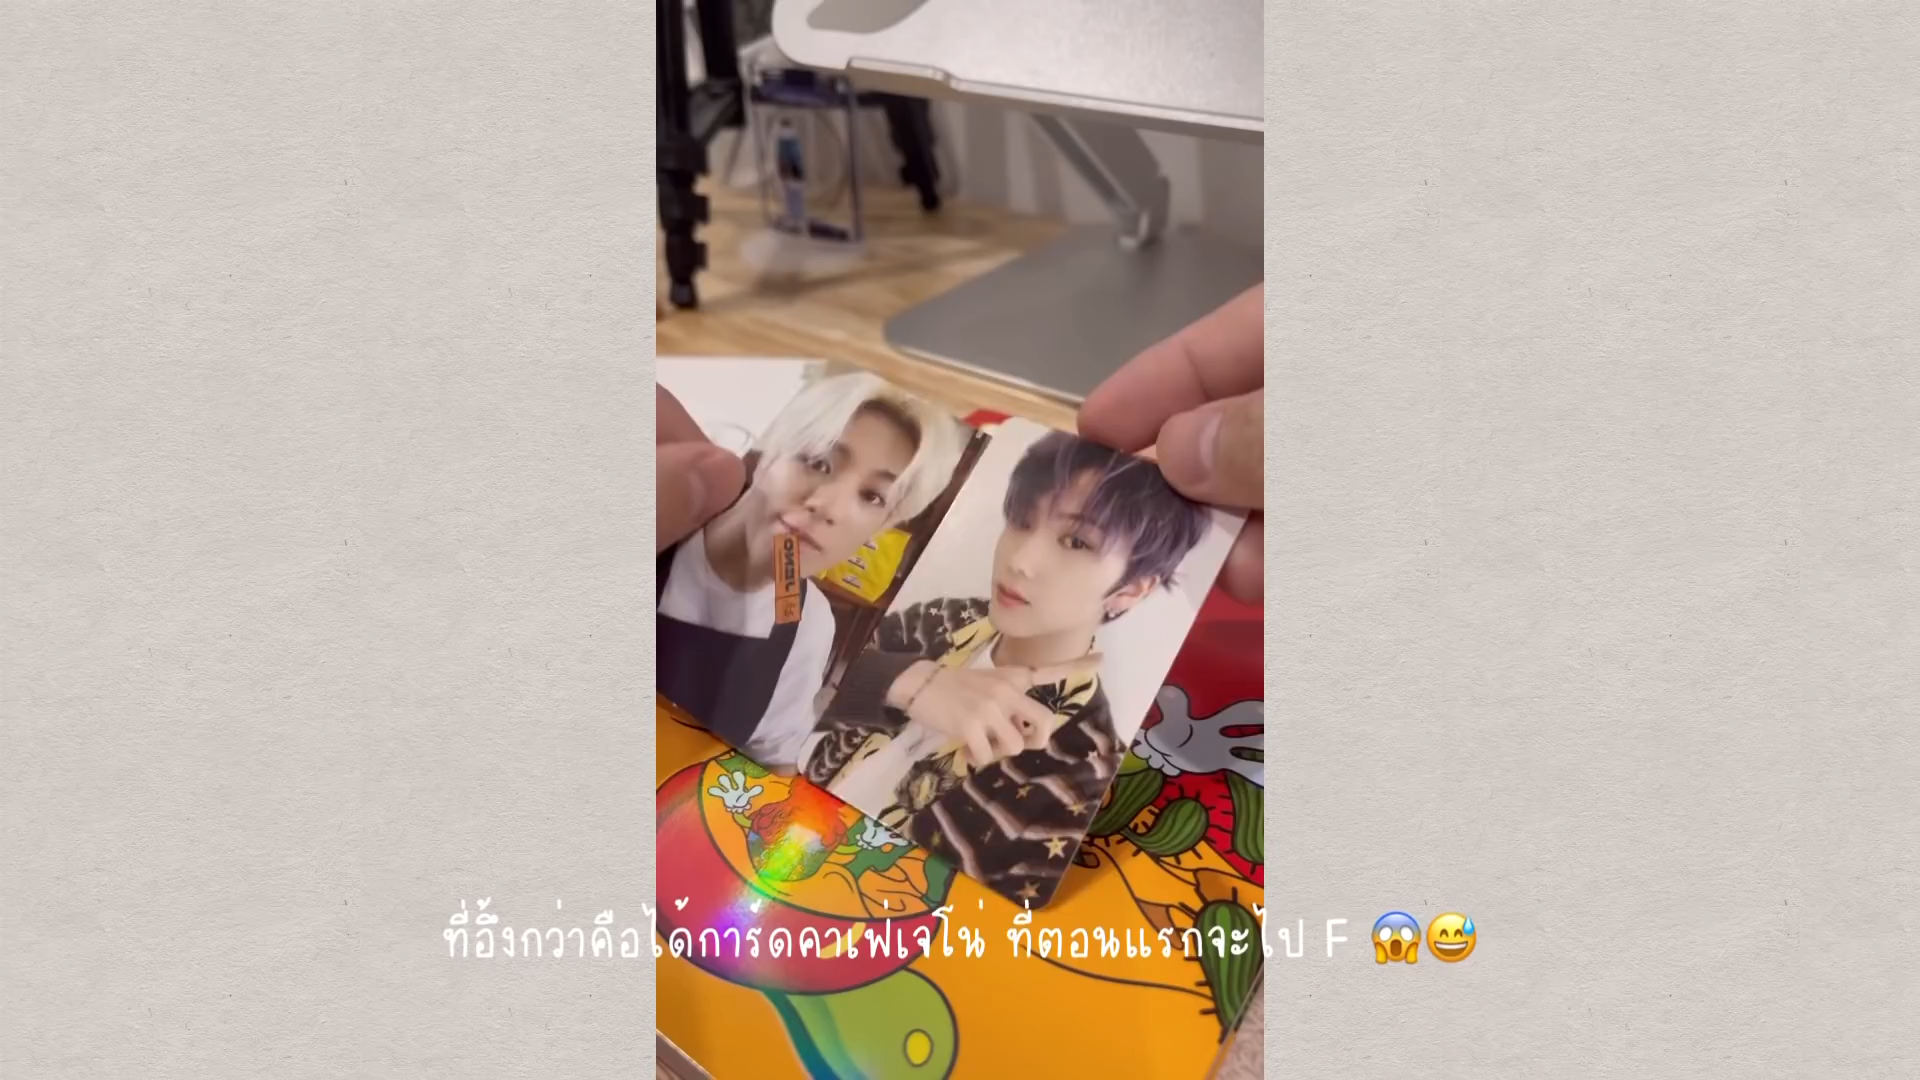 JENO
ที่อึ้งกว่าคือได้การ์ดคาเฟ่เจโน่ ที่ตอนแรกจะไป F 😱😅